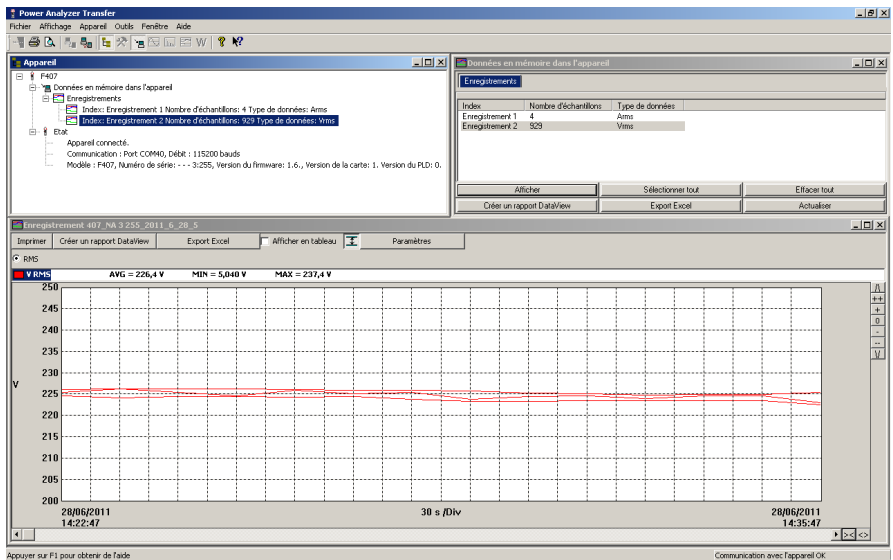 Power Analyzer Transfer
Fichier Affichage Appareil Outils Fenêtre Aide
W ?
Appareil
F407
Données en mémoire dans l'appareil
Enregistrements
Index: Enregistrement 1 Nombre d'échantillons: 4 Type de données: Arms
Index: Enregistrement 2 Nombre d'échantillons: 929 Type de données: Vrms
Etat
Appareil connecté.
Communication : Port COM40, Débit : 115200 bauds
Modèle : F407, Numéro de série: - - - 3:255, Version du firmware: 1.6., Version de la carte: 1. Version du PLD: 0.
Données en mémoire dans l'appareil
Enregistrements
Index Nombre d'échantillons Type de données
Enregistrement 1 4 Arms
Enregistrement 2 929 Vrms
Afficher Sélectionner tout Effacer tout
Créer un rapport DataView Export Excel Actualiser
Enregistrement 407_NA 3 255_2011_6_28_5
Imprimer Créer un rapport DataView Export Excel Afficher en tableau Paramètres
RMS
V RMS AVG = 226,4 V MIN = 5,040 V MAX = 237,4 V
250
245
240
235
230
V
225
220
215
210
205
200
++
+
0
-
--
28/06/2011 30 s /Div 28/06/2011
14:22:47 14:35:47
>< <>
Appuyer sur F1 pour obtenir de l'aide Communication avec l'appareil OK